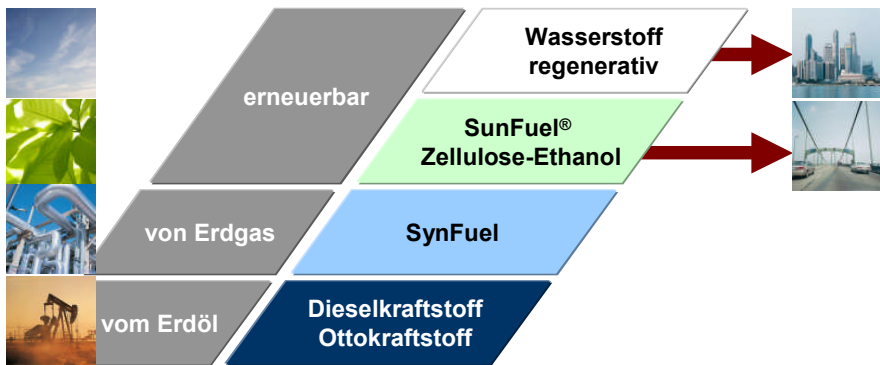 erneuerbar
Wasserstoff
regenerativ
SunFuel®
Zellulose-Ethanol
von Erdgas
SynFuel
vom Erdöl
Dieselkraftstoff
Ottokraftstoff